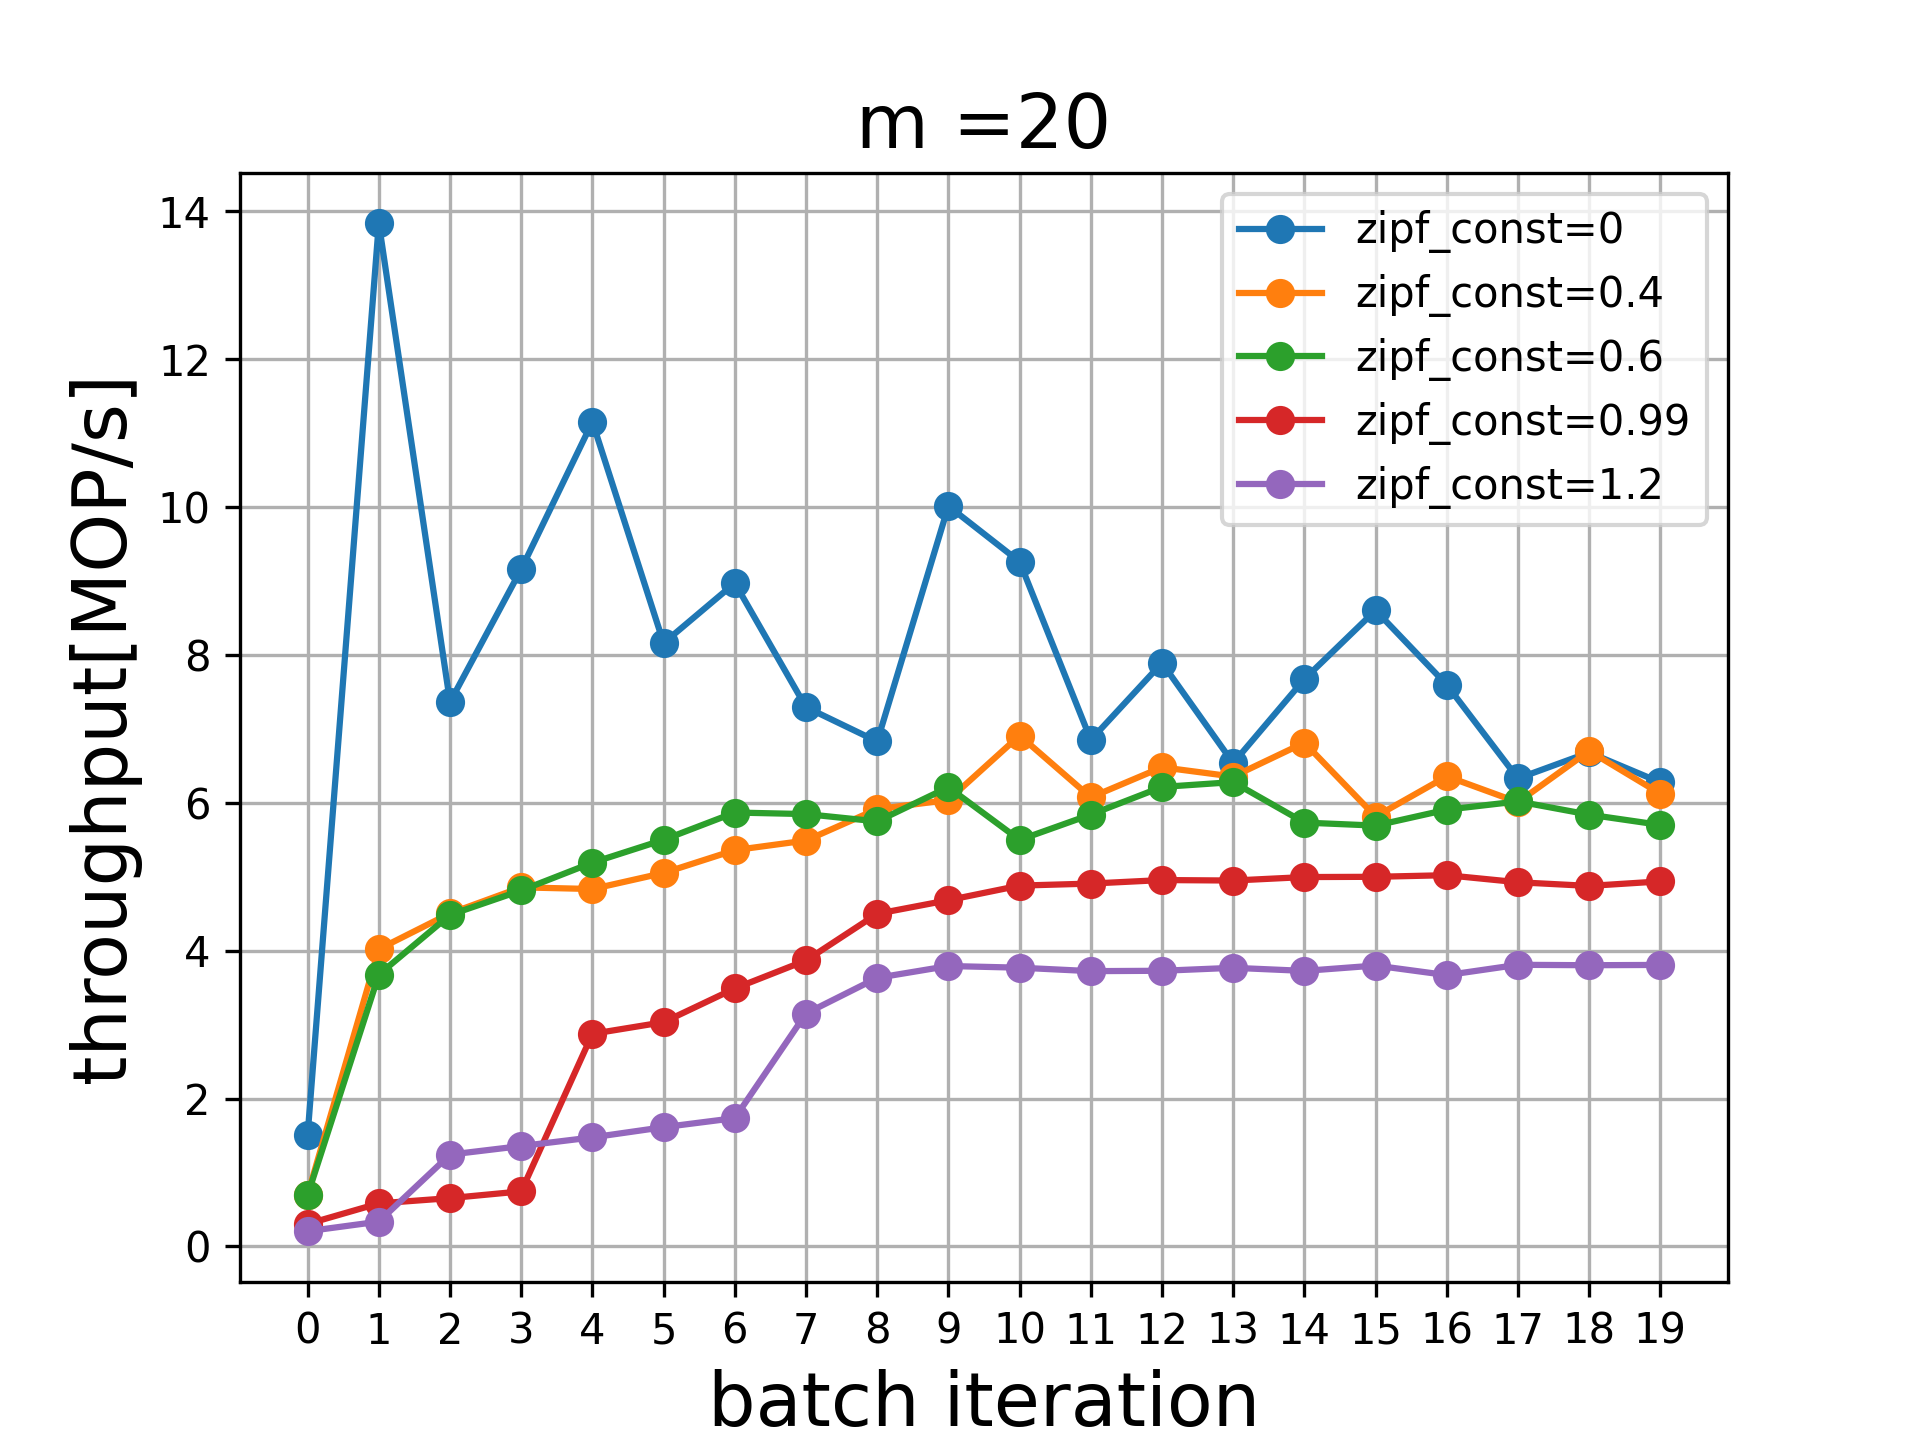 m =20
throughput[MOP/s]
14
12
10
8
6
4
2
0
zipf_const=0
zipf_const=0.4
zipf_const=0.6
zipf_const=0.99
zipf_const=1.2
0 1 2 3 4 5 6 7 8 9 10 11 12 13 14 15 16 17 18 19
batch iteration